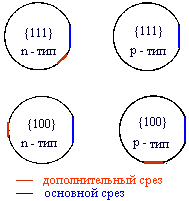 {111}
n - тип
{111}
p - тип
{100}
n - тип
{100}
p - тип
дополнительный срез
основной срез